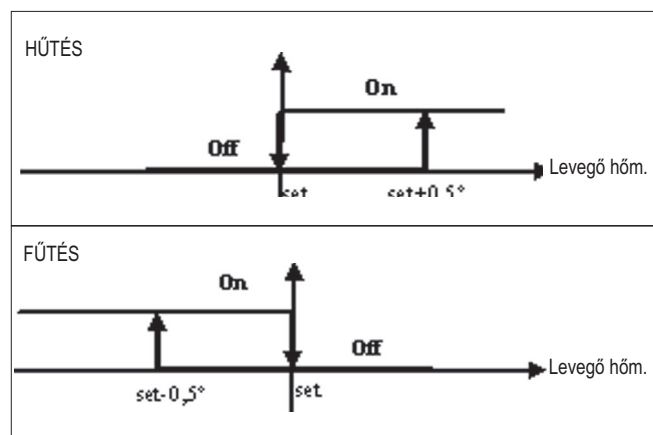 HŰTÉS
On
Off
Levegő hőm.
set
set+0,5°
FŰTÉS
On
Off
Levegő hőm.
set-0,5°
set